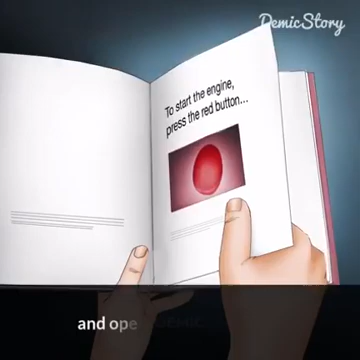 DemicStory
To start the engine,
press the red button...
and ope